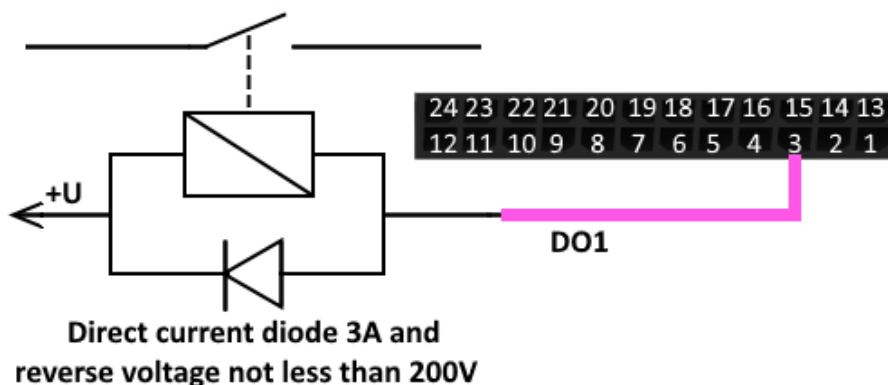 24 23 22 21 20 19 18 17 16 15 14 13
12 11 10 9 8 7 6 5 4 3 2 1
+U
DO1
Direct current diode 3A and
reverse voltage not less than 200V